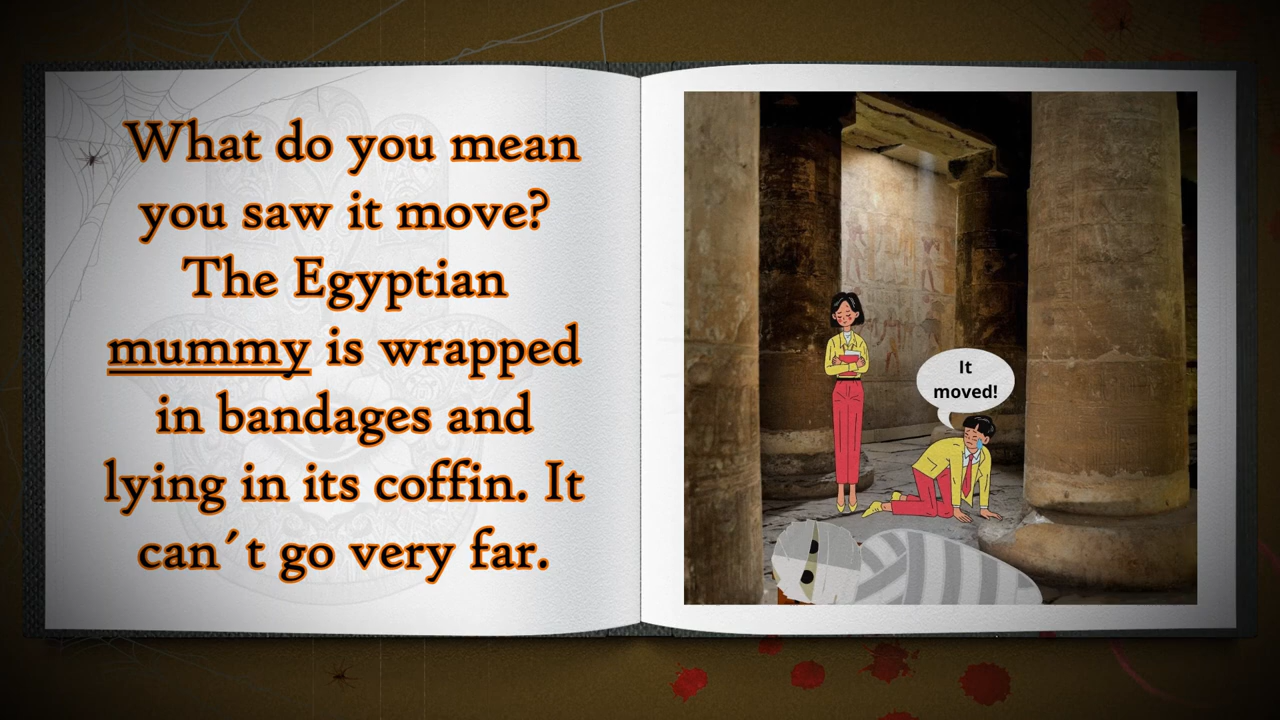 What do you mean
you saw it move?
The Egyptian
mummy is wrapped
in bandages and
lying in its coffin. It
can´t go very far.
It
moved!